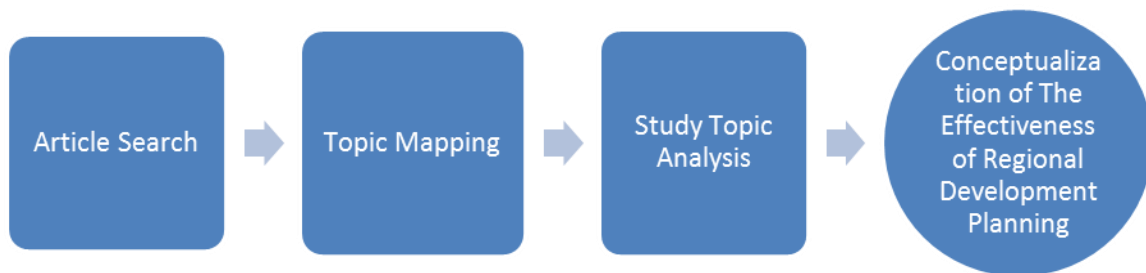 Article Search
Topic Mapping
Study Topic
Analysis
Conceptualiza
tion of The
Effectiveness
of Regional
Development
Planning